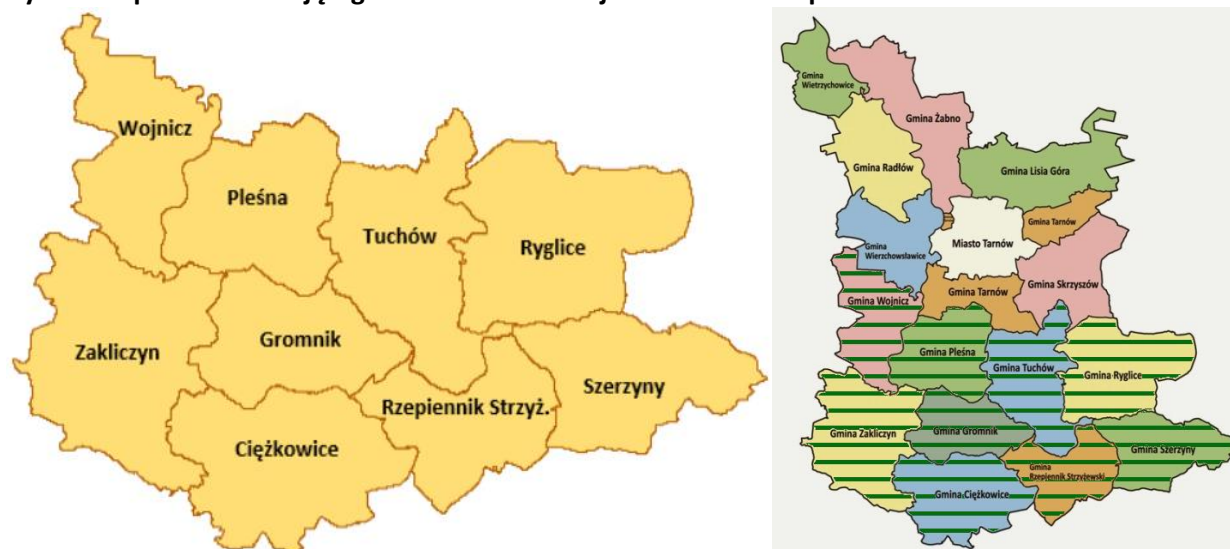 Wojnicz
Pleśna
Tuchów
Ryglice
Zakliczyn
Gromnik
Szerzyny
Rzepiennik Strzyż.
Ciężkowice
Gmina
Wietrzychowice
Gmina Żabno
Gmina Radłów
Gmina Lisia Góra
Gmina Tarnów
Miasto Tarnów
Gmina
Wierzchowsławice
Gmina Skrzyszów
Gmina Tarnów
Gmina Wojnicz
Gmina Pleśna
Gmina Tuchów
Gmina Ryglice
Gmina Zakliczyn
Gmina Gromnik
Gmina Szerzyny
Gmina
Rzepiennik Strzyżewski
Gmina Ciężkowice